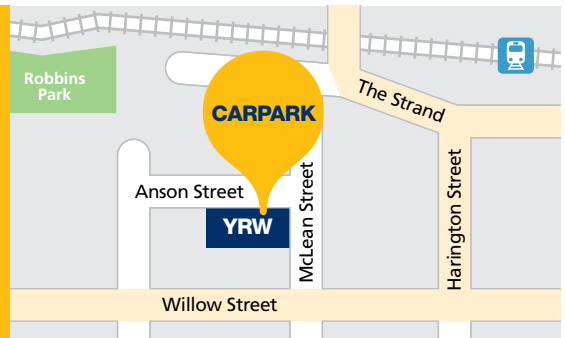 Robbins
Park
CARPARK
The Strand
Anson Street
YRW
McLean Street
Harington Street
Willow Street